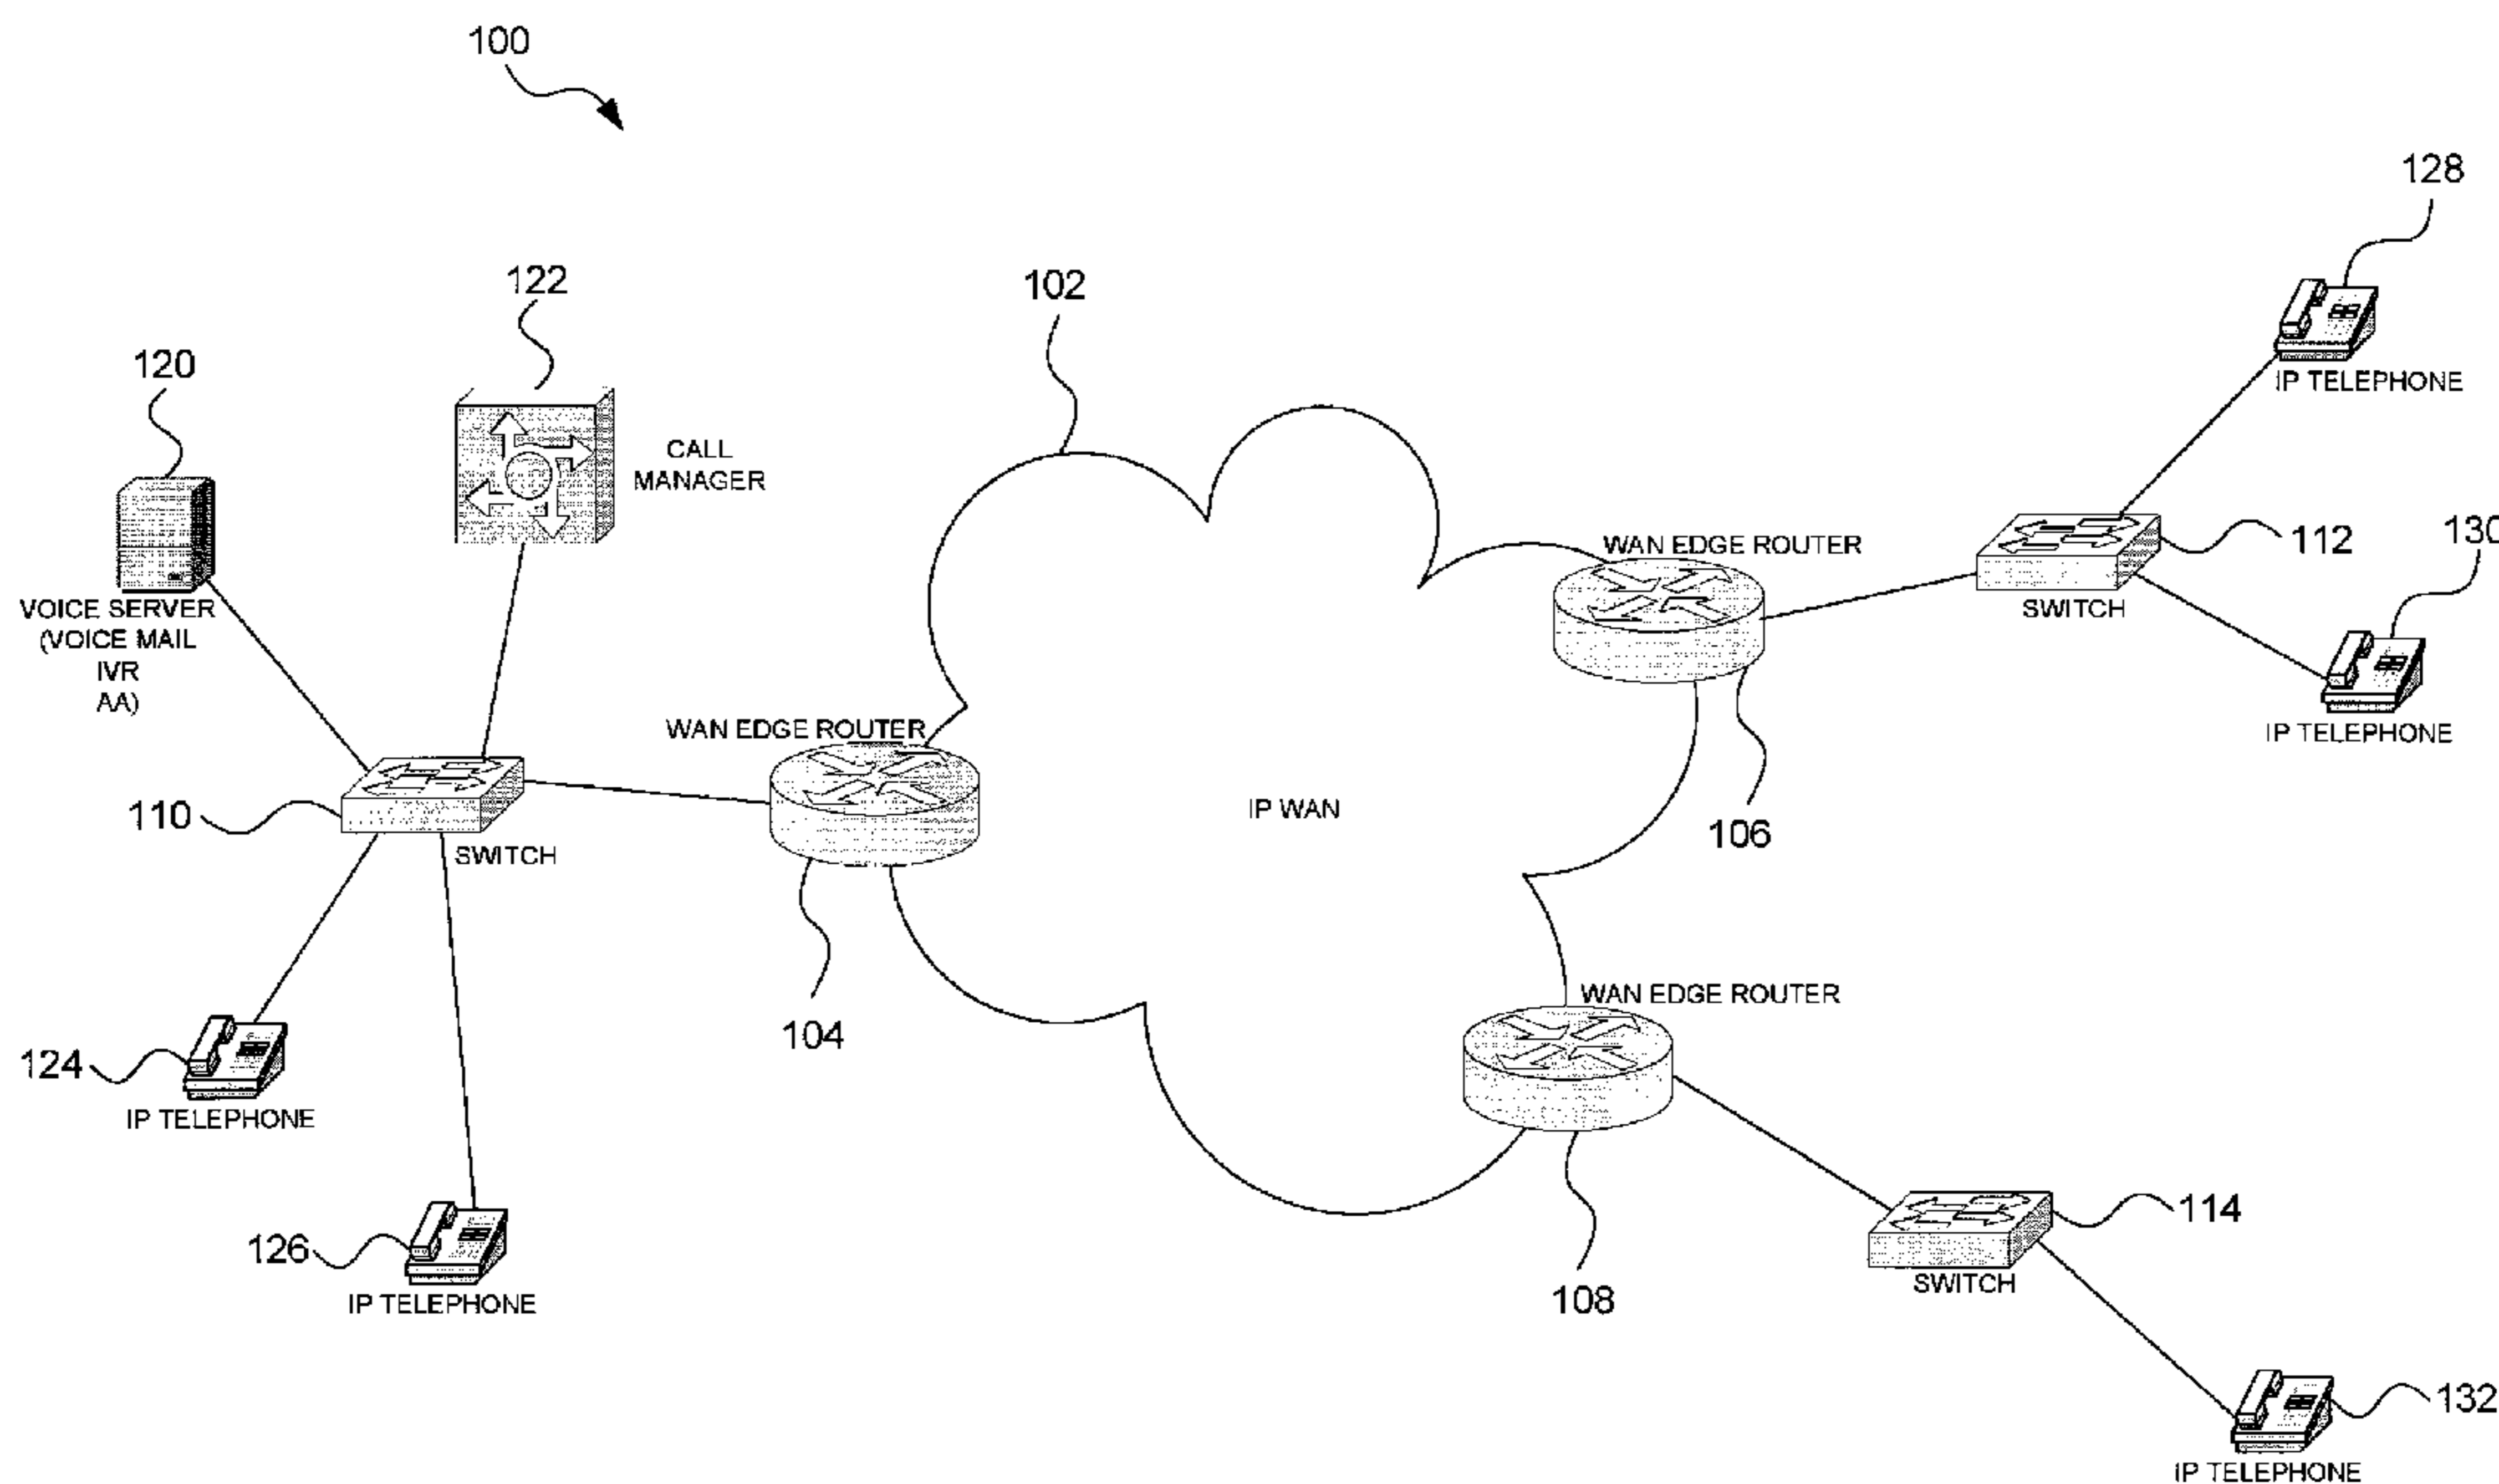 100
128
122
102
120
IP TELEPHONE
CALL
MANAGER
130
112
WAN EDGE ROUTER
VOICE SERVER
(VOICE MAIL
IVR
AA)
SWITCH
WAN EDGE ROUTER
IP TELEPHONE
110
IP WAN
106
SWITCH
WAN EDGE ROUTER
104
124
IP TELEPHONE
114
126
SWITCH
108
IP TELEPHONE
132
IP TELEPHONE